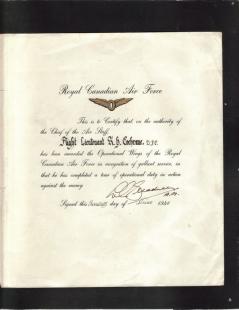 Royal Canadian Air Force
This is to Certify that on the authority of
the Chief of the Air Staff
Flight Lieutenant H. G. Cochrane D.F.C.
has been awarded the Operational Wings of the Royal
Canadian Air Force in recognition of gallant service, in
that he has completed a tour of operational duty in action
against the enemy
Signed this day of 1944